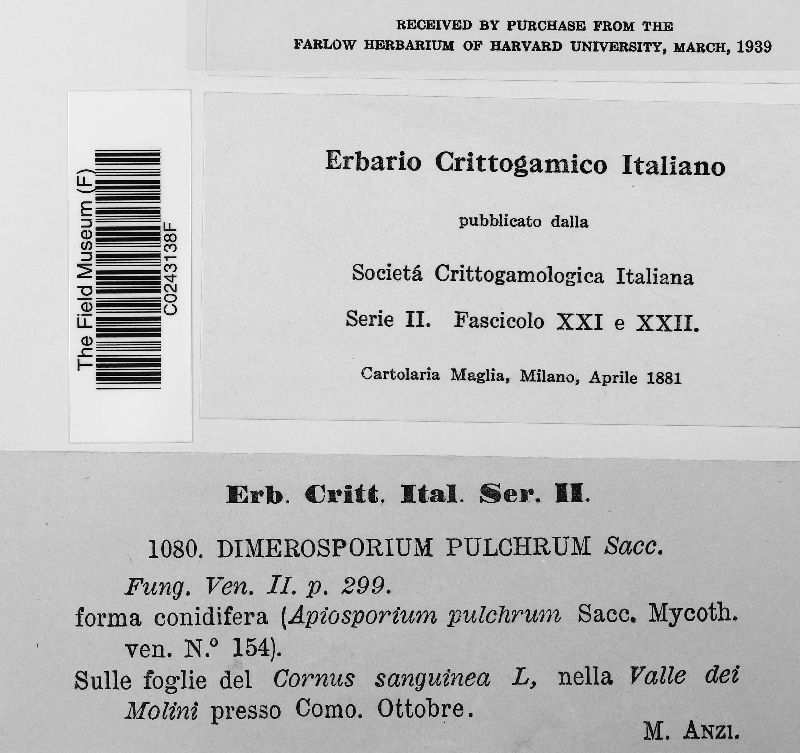 RECEIVED BY PURCHASE FROM THE
FARLOW HERBARIUM OF HARVARD UNIVERSITY, MARCH, 1939
The Field Museum (F)
C0243138F
Erbario Crittogamico Italiano
pubblicato dalla
Societá Crittogamologica Italiana
Serie II. Fascicolo XXI e XXII.
Cartolaria Maglia, Milano, Aprile 1881
Erb. Critt. Ital. Ser. II.
1080. DIMEROSPORIUM PULCHRUM Sacc.
Fung. Ven. II. p. 299.
forma conidifera (Apiosporium pulchrum Sacc. Mycoth.
ven. N.º 154).
Sulle foglie del Cornus sanguinea L, nella Valle dei
Molini presso Como. Ottobre.
M. ANZI.